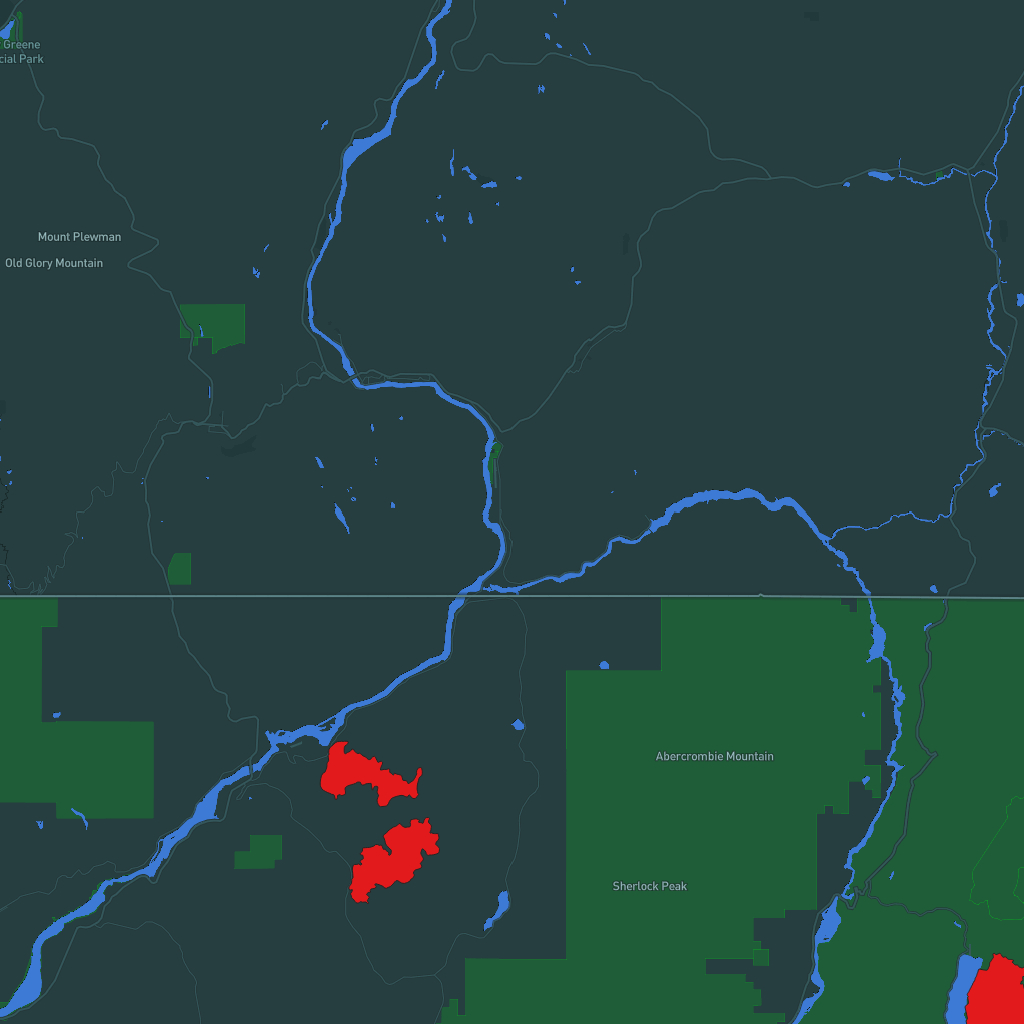 Greene
cial Park
Mount Plewman
Old Glory Mountain
Abercrombie Mountain
Sherlock Peak